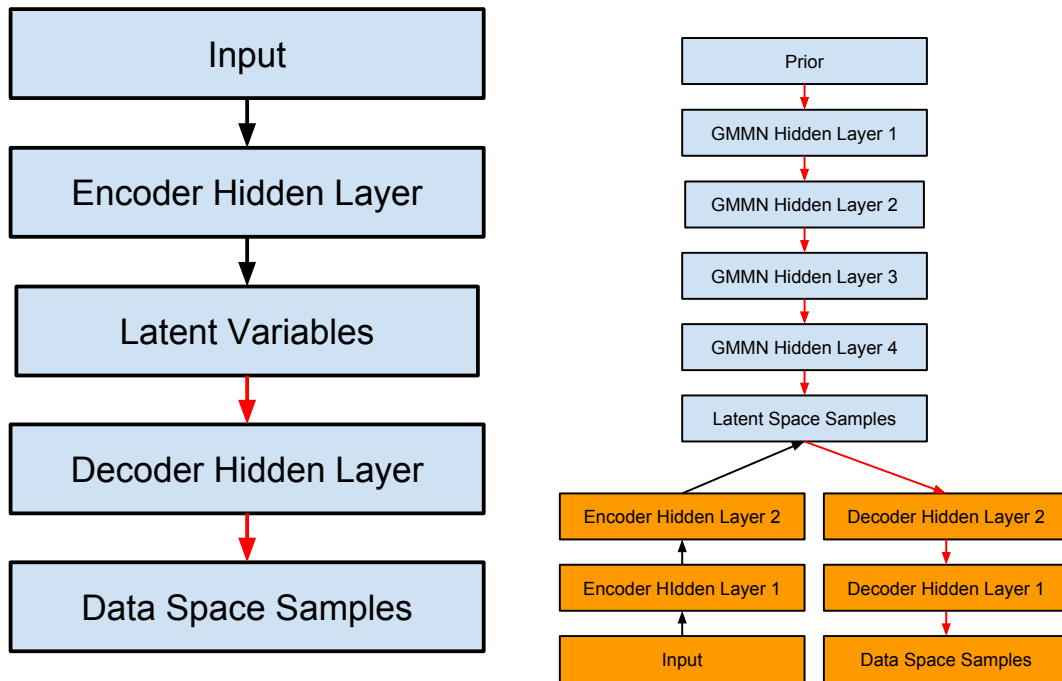 Input
Encoder Hidden Layer
Latent Variables
Decoder Hidden Layer
Data Space Samples
Prior
GMMN Hidden Layer 1
GMMN Hidden Layer 2
GMMN Hidden Layer 3
GMMN Hidden Layer 4
Latent Space Samples
Encoder Hidden Layer 2
Decoder Hidden Layer 2
Encoder HIdden Layer 1
Decoder Hidden Layer 1
Input
Data Space Samples